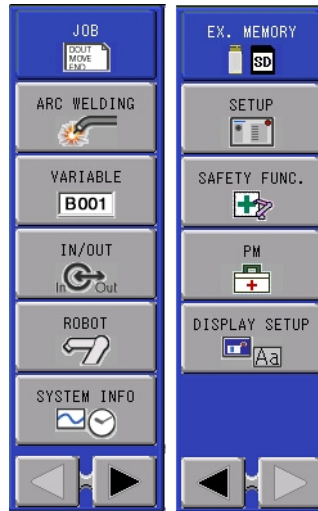 JOB
DOUT
MOVE
END
ARC WELDING
VARIABLE
B001
IN/OUT
In Out
ROBOT
SYSTEM INFO
EX. MEMORY
SD
SETUP
SAFETY FUNC.
PM
DISPLAY SETUP
Aa